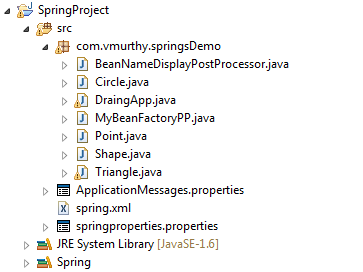 SpringProject
src
com.vmurthy.springsDemo
BeanNameDisplayPostProcessor.java
Circle.java
DraingApp.java
MyBeanFactoryPP.java
Point.java
Shape.java
Triangle.java
ApplicationMessages.properties
spring.xml
springproperties.properties
JRE System Library [JavaSE-1.6]
Spring